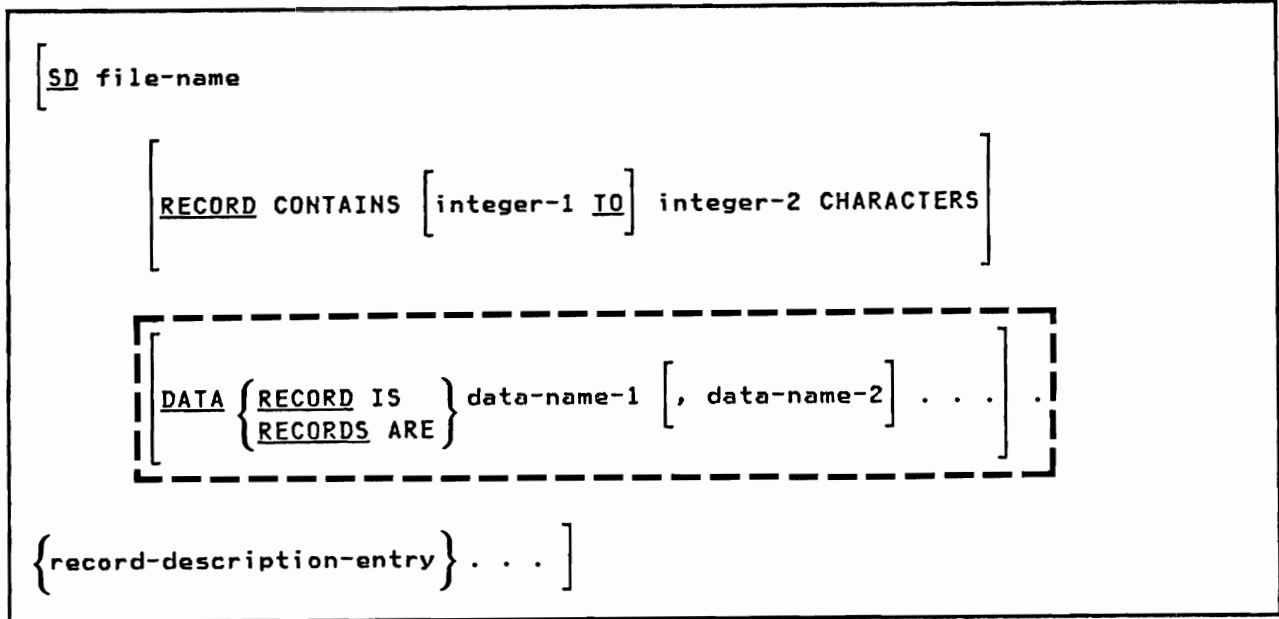 [SD file-name
[RECORD CONTAINS [integer-1 TO] integer-2 CHARACTERS]
[DATA {RECORD IS
RECORDS ARE} data-name-1 [, data-name-2] . . .] .
{record-description-entry} . . . ]